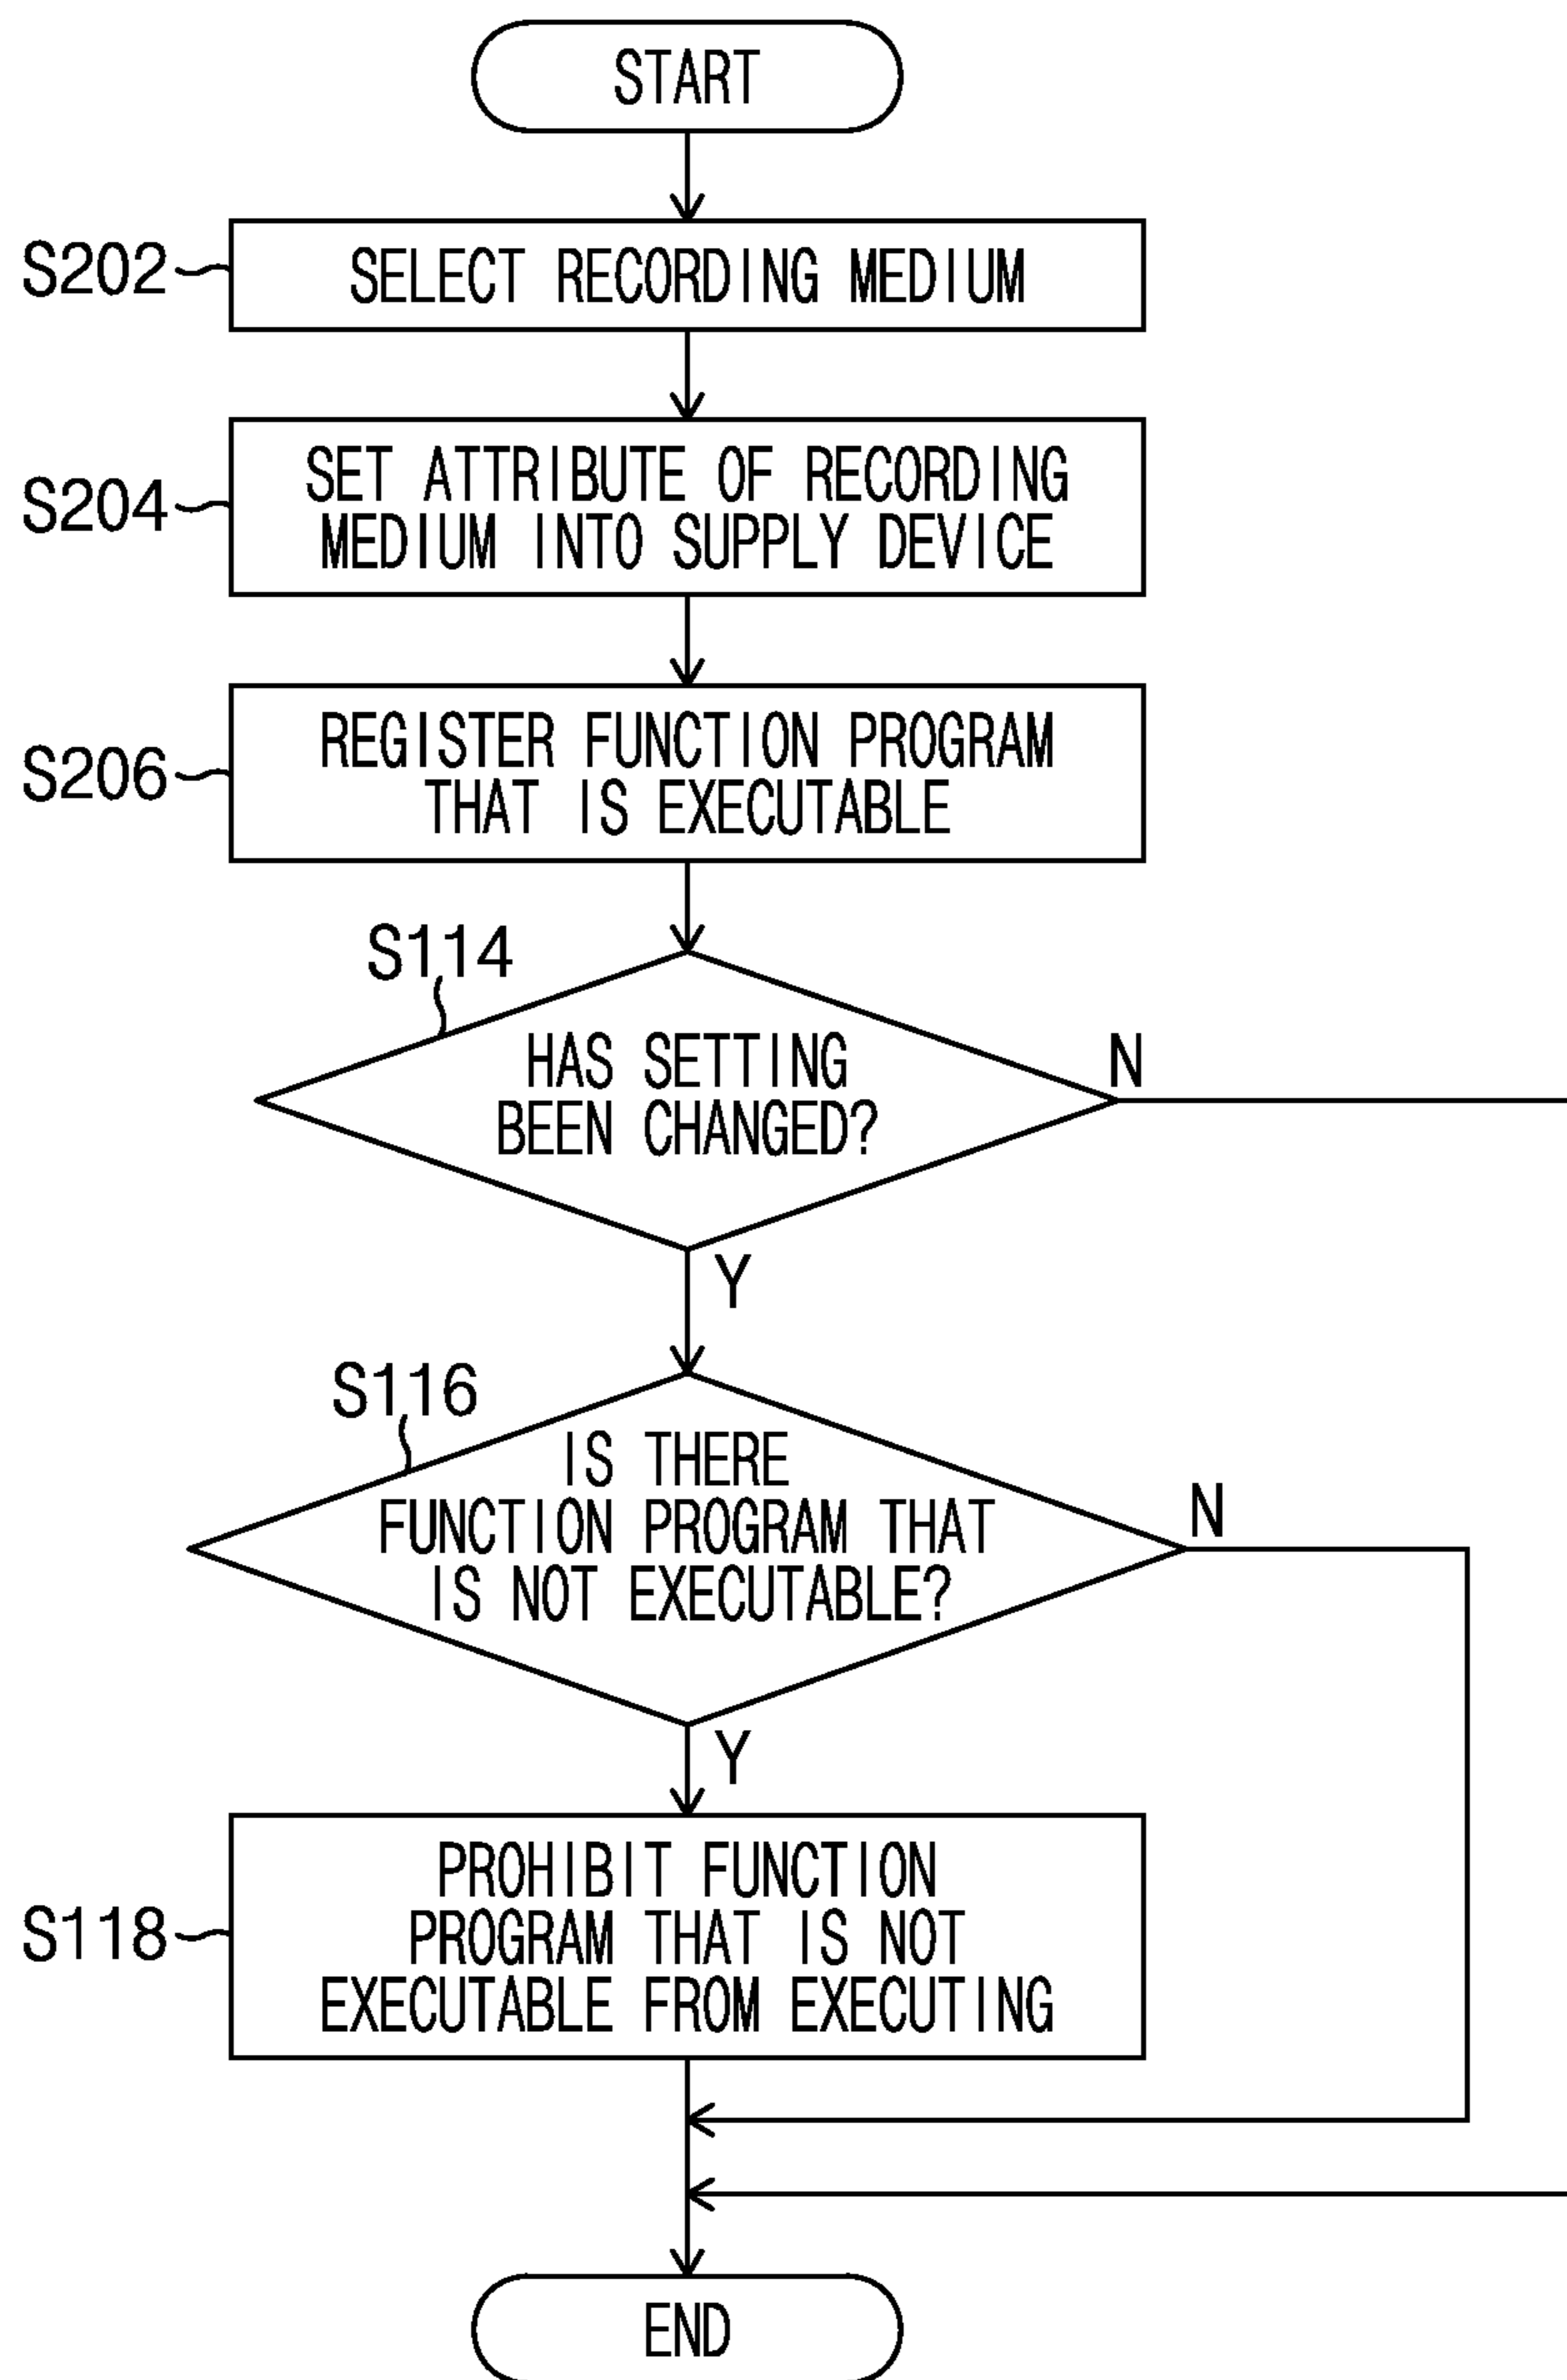 START
S202
SELECT RECORDING MEDIUM
S204
SET ATTRIBUTE OF RECORDING
MEDIUM INTO SUPPLY DEVICE
S206
REGISTER FUNCTION PROGRAM
THAT IS EXECUTABLE
S114
HAS SETTING
BEEN CHANGED?
N
Y
S116
IS THERE
FUNCTION PROGRAM THAT
IS NOT EXECUTABLE?
N
Y
S118
PROHIBIT FUNCTION
PROGRAM THAT IS NOT
EXECUTABLE FROM EXECUTING
END